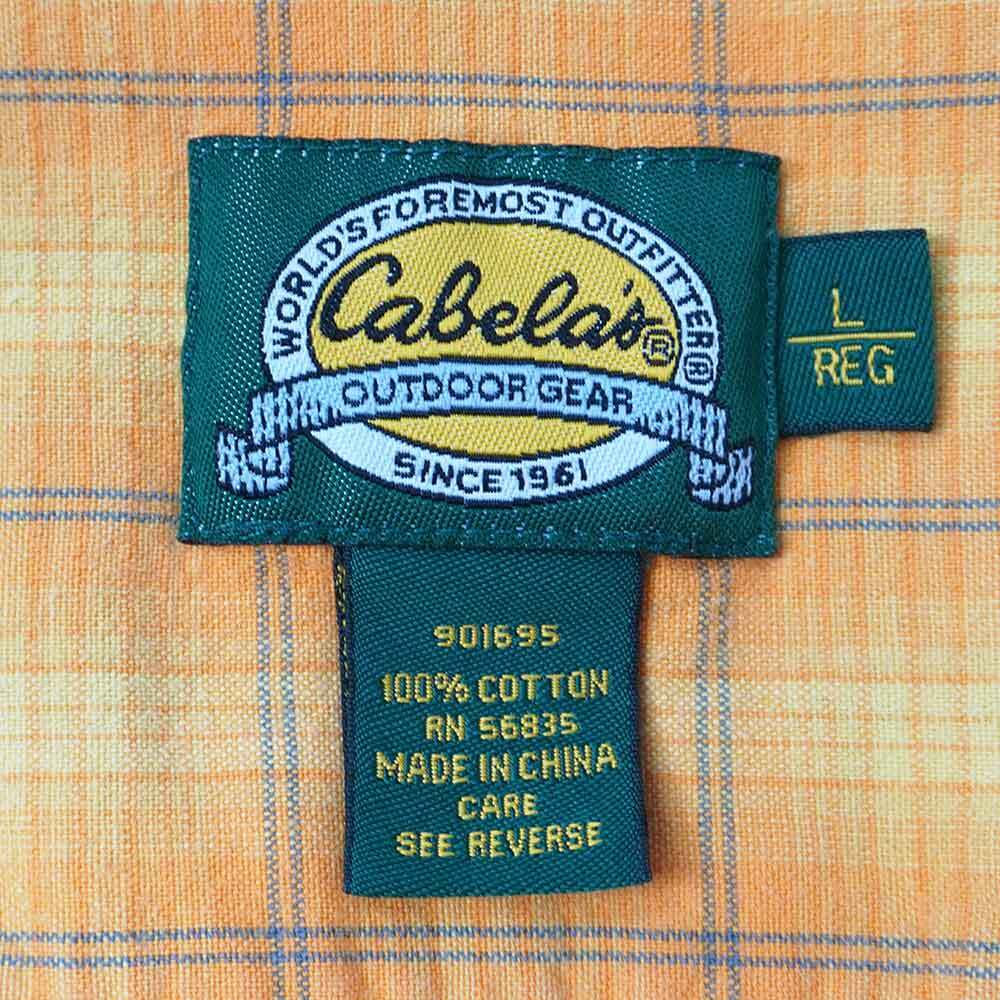 WORLD'S FOREMOST OUTFITTER®
Cabela's®
OUTDOOR GEAR
SINCE 1961
L
REG
901695
100% COTTON
RN 56835
MADE IN CHINA
CARE
SEE REVERSE